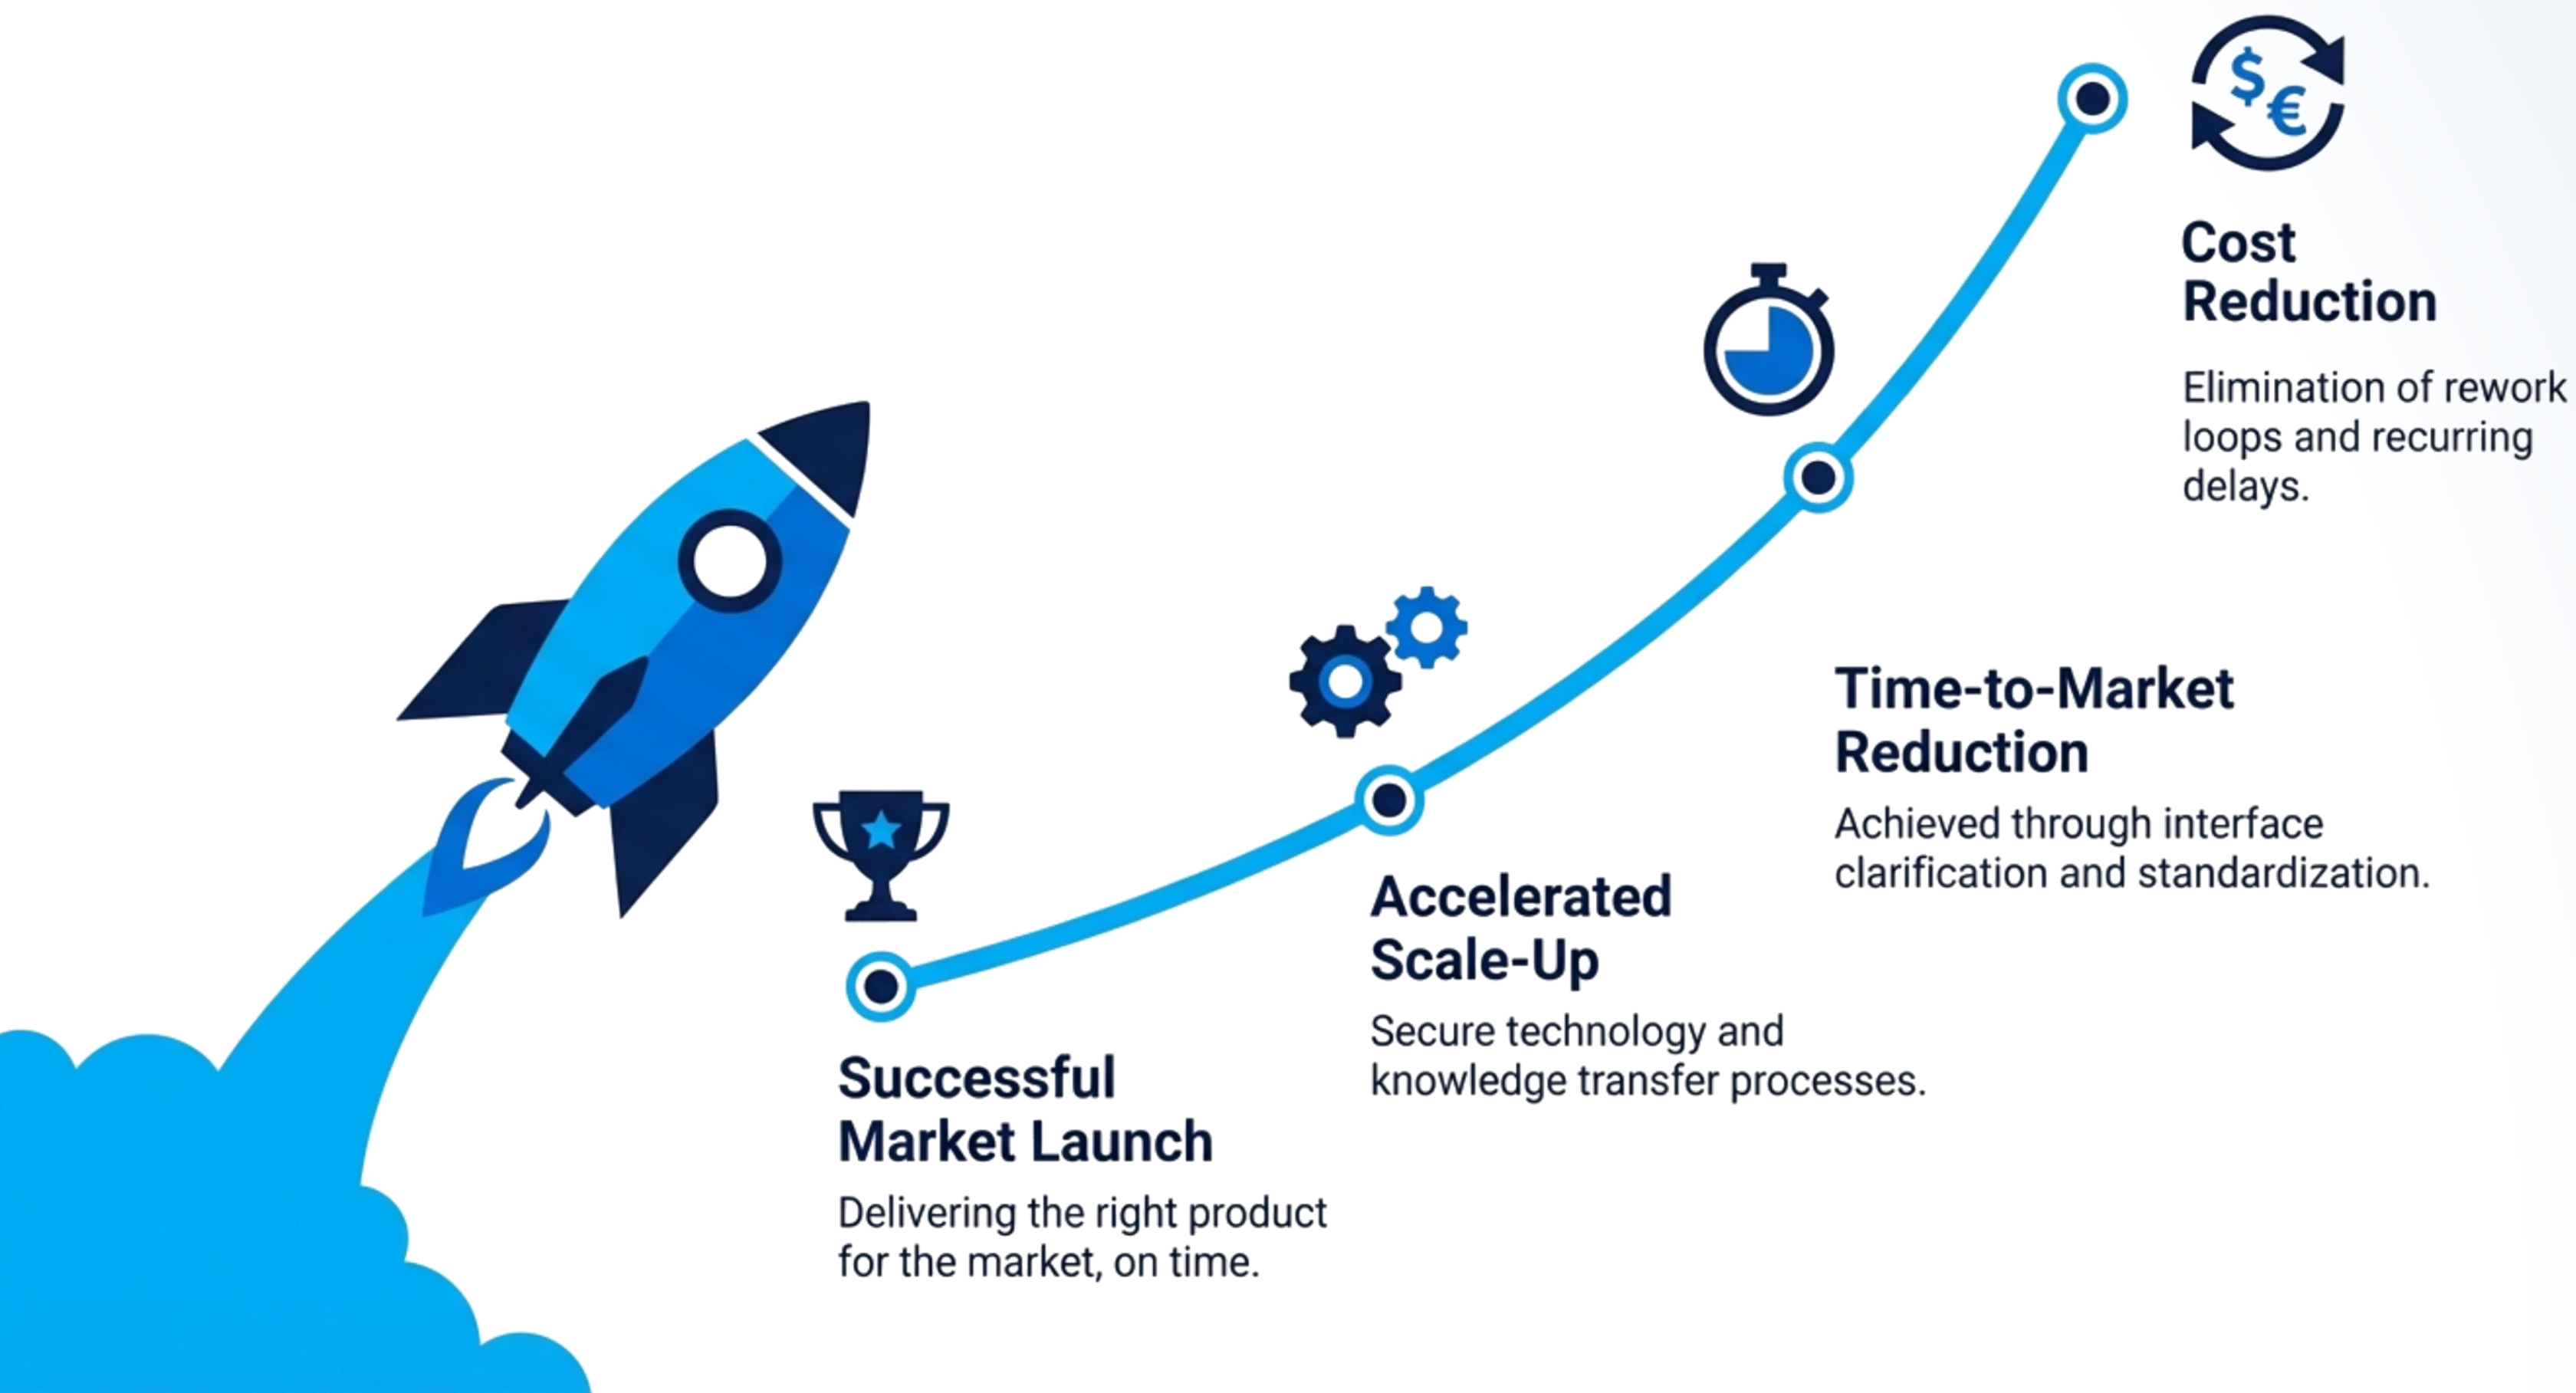 $€
Cost
Reduction
Elimination of rework
loops and recurring
delays.
Time-to-Market
Reduction
Achieved through interface
clarification and standardization.
Accelerated
Scale-Up
Secure technology and
knowledge transfer processes.
Successful
Market Launch
Delivering the right product
for the market, on time.